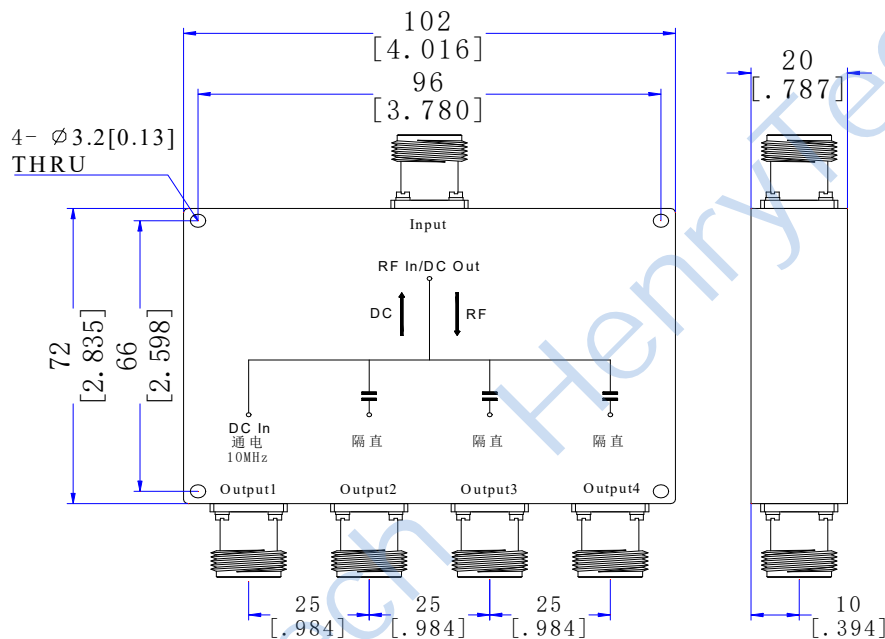 102
[4.016]
96
[3.780]
20
[.787]
4- ∅3.2[0.13]
THRU
Input
RF In/DC Out
DC
RF
72
[2.835]
66
[2.598]
DC In
通电
10MHz
隔直
隔直
隔直
Output1
Output2
Output3
Output4
25
[.984]
25
[.984]
25
[.984]
10
[.394]
HenryTec
ch